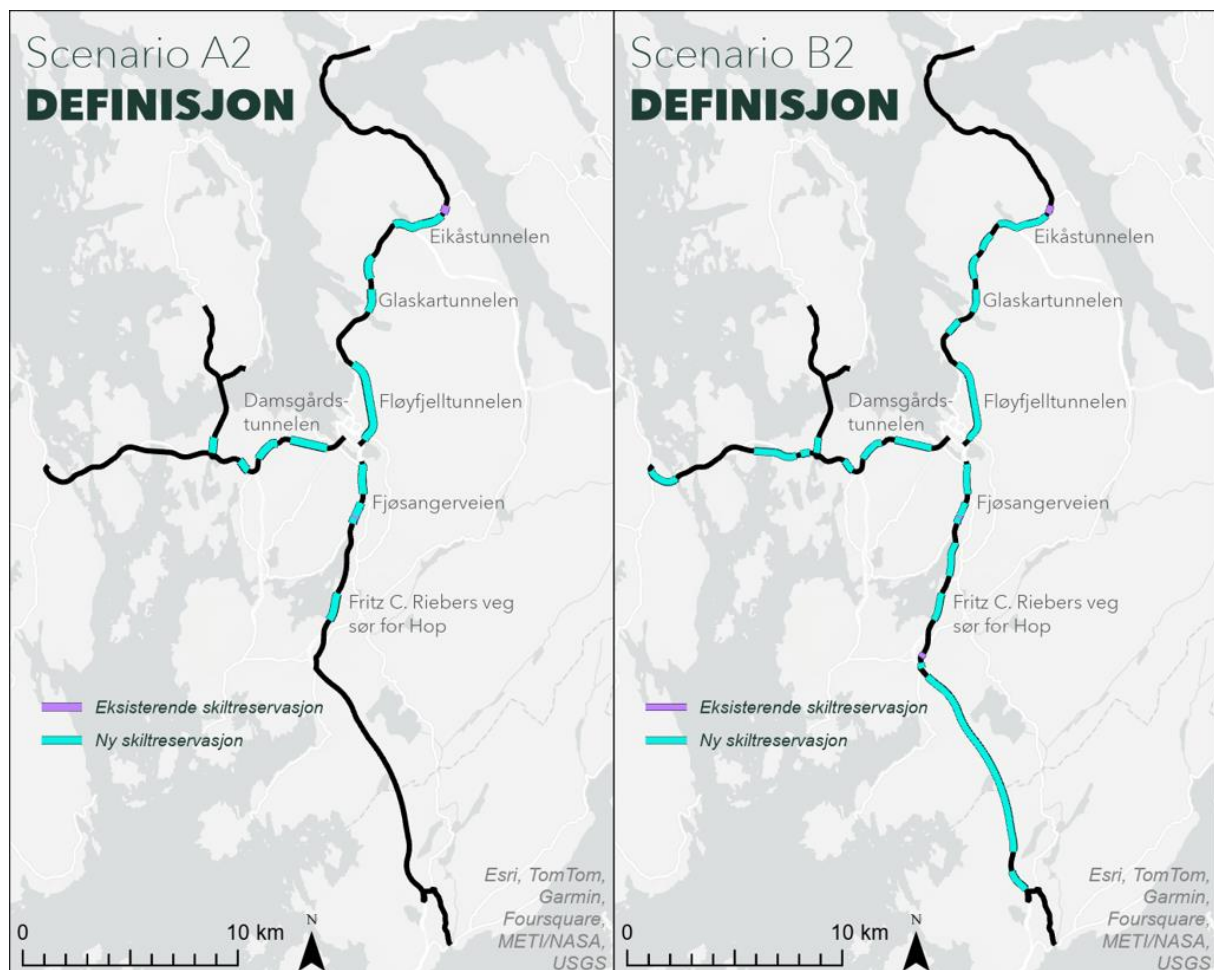 Scenario A2
DEFINISJON
Eikåstunnelen
Glaskartunnelen
Damsgårds-
tunnelen
Fløyfjelltunnelen
Fjøsangerveien
Fritz C. Riebers veg
sør for Hop
Eksisterende skiltreservasjon
Ny skiltreservasjon
Esri, TomTom,
Garmin,
Foursquare,
METI/NASA,
USGS
0 10 km
N
Scenario B2
DEFINISJON
Eikåstunnelen
Glaskartunnelen
Damsgårds-
tunnelen
Fløyfjelltunnelen
Fjøsangerveien
Fritz C. Riebers veg
sør for Hop
Eksisterende skiltreservasjon
Ny skiltreservasjon
Esri, TomTom,
Garmin,
Foursquare,
METI/NASA,
USGS
0 10 km
N